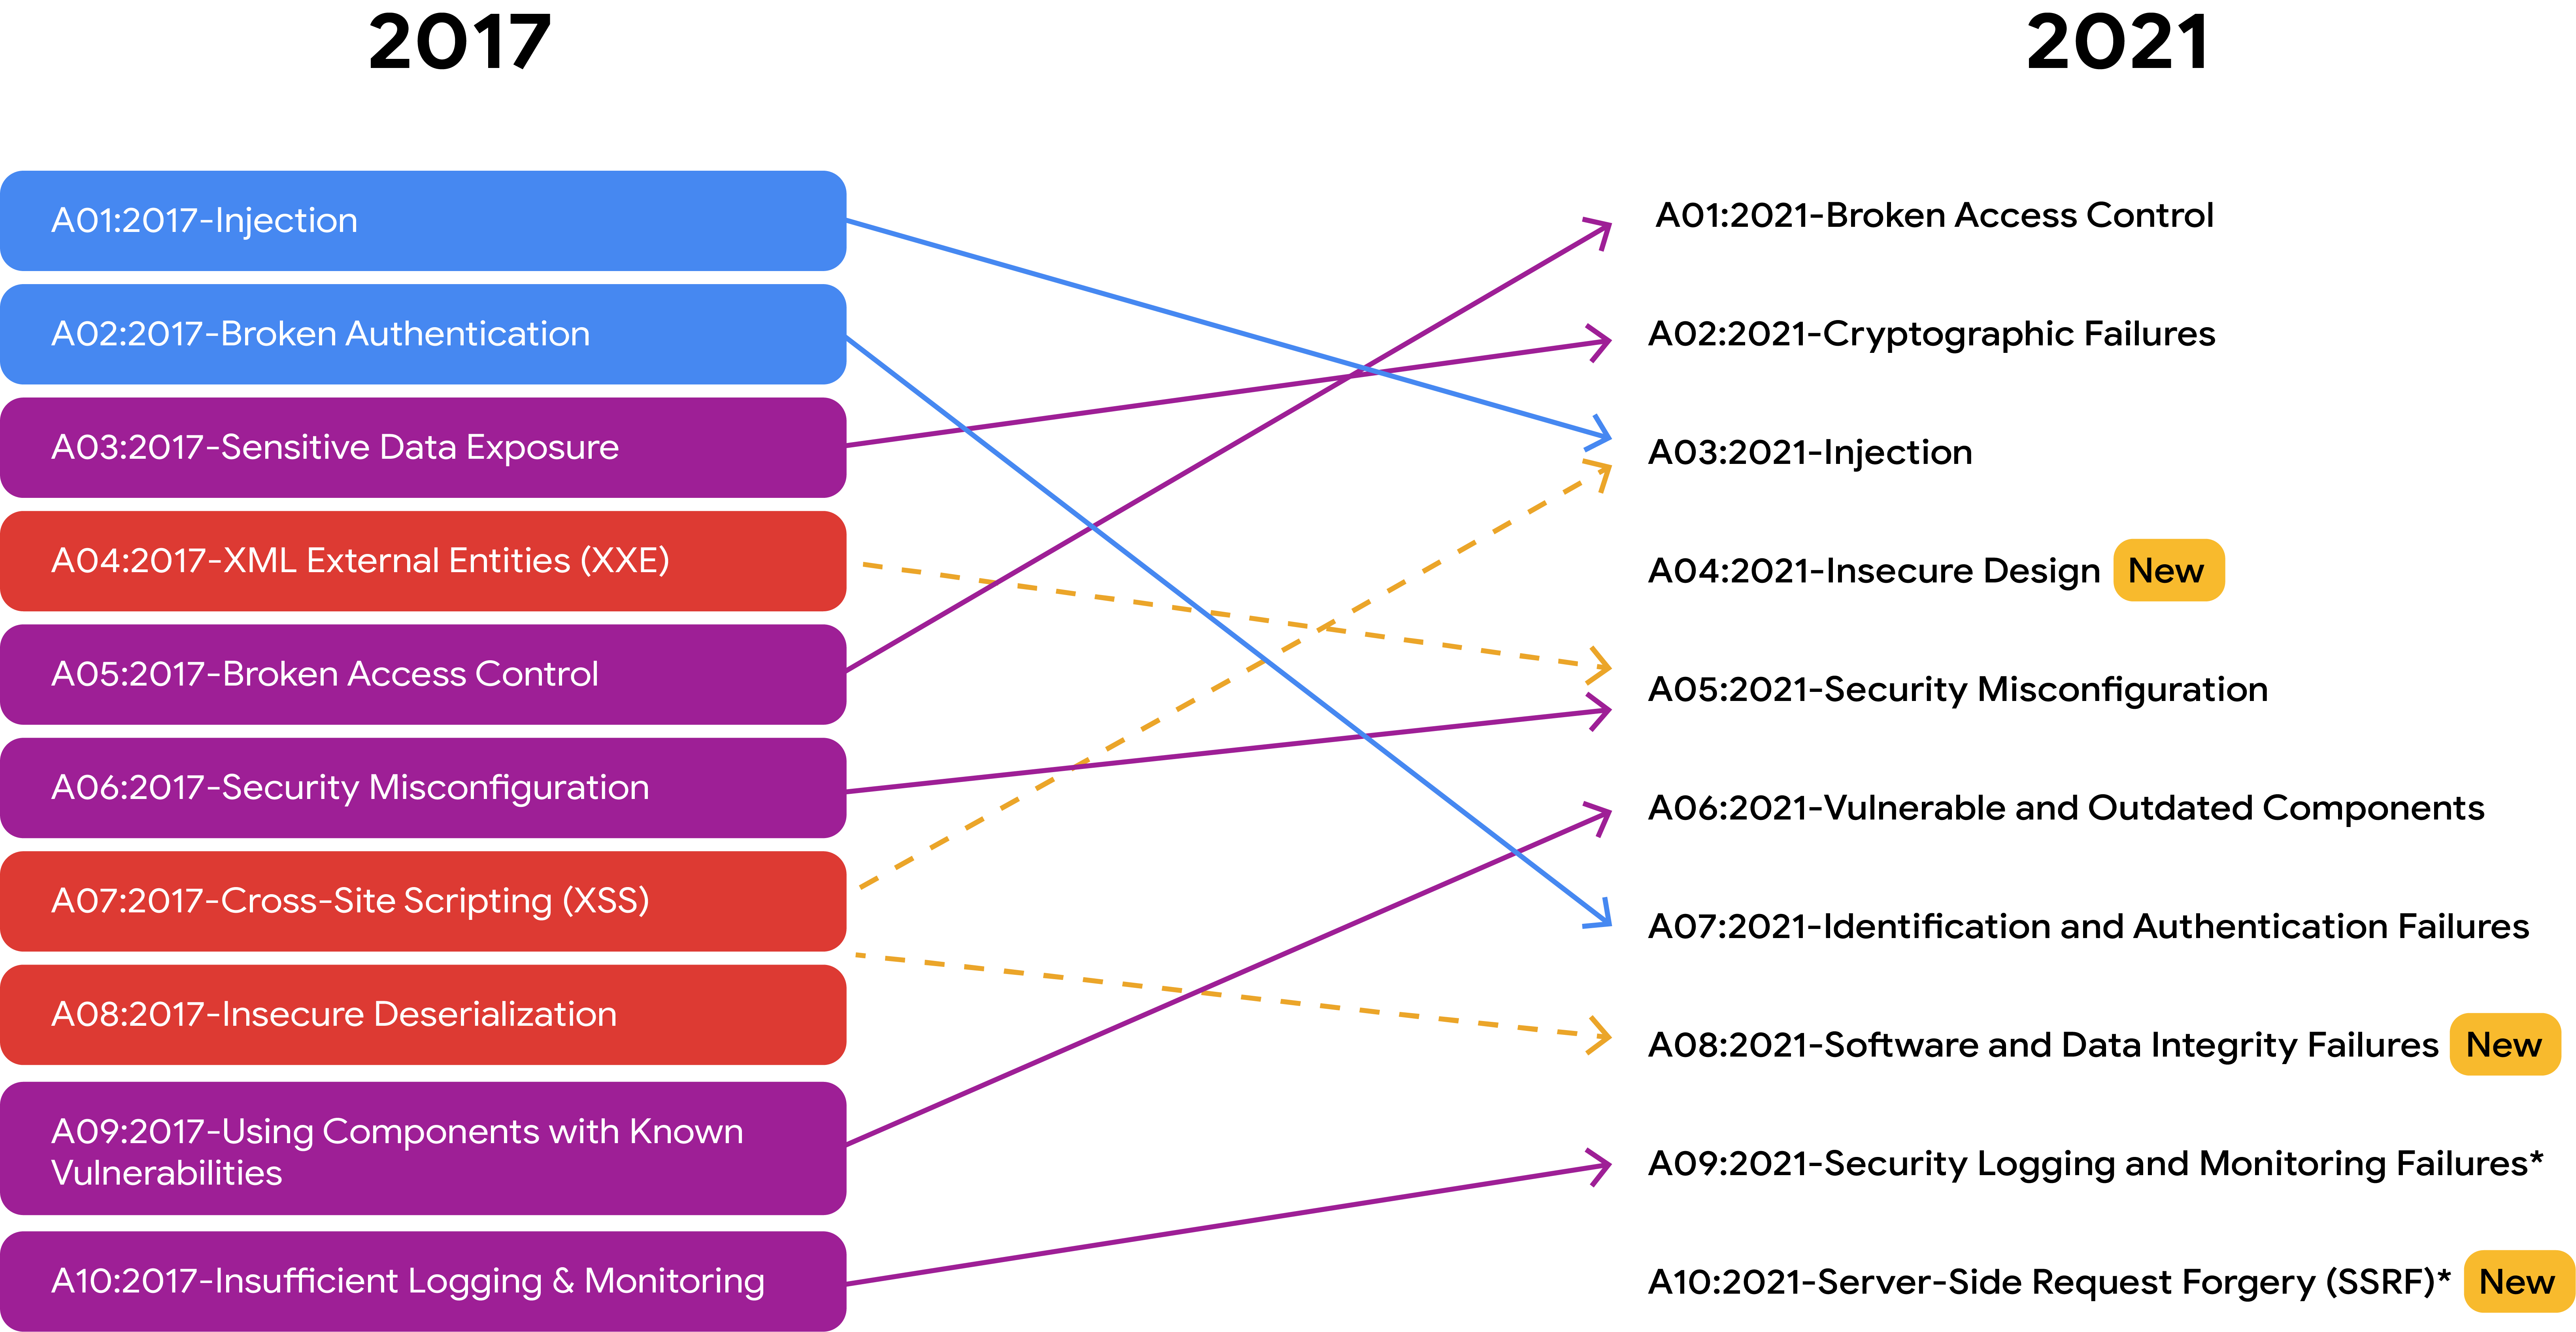 2017
2021
A01:2017-Injection
A02:2017-Broken Authentication
A03:2017-Sensitive Data Exposure
A04:2017-XML External Entities (XXE)
A05:2017-Broken Access Control
A06:2017-Security Misconfiguration
A07:2017-Cross-Site Scripting (XSS)
A08:2017-Insecure Deserialization
A09:2017-Using Components with Known
Vulnerabilities
A10:2017-Insufficient Logging & Monitoring
A01:2021-Broken Access Control
A02:2021-Cryptographic Failures
A03:2021-Injection
A04:2021-Insecure Design New
A05:2021-Security Misconfiguration
A06:2021-Vulnerable and Outdated Components
A07:2021-Identification and Authentication Failures
A08:2021-Software and Data Integrity Failures New
A09:2021-Security Logging and Monitoring Failures*
A10:2021-Server-Side Request Forgery (SSRF)* New